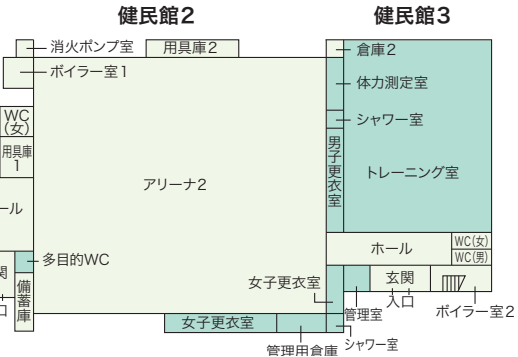 健民館2
健民館3
消火ポンプ室
用具庫2
倉庫2
ボイラー室1
体力測定室
WC
(女)
シャワー室
用具庫
1
男子更衣室
アリーナ2
トレーニング室
ール
ホール
WC(女)
WC(男)
多目的WC
関
備蓄庫
女子更衣室
玄関
口
入口
管理室
ボイラー室2
女子更衣室
管理用倉庫
シャワー室